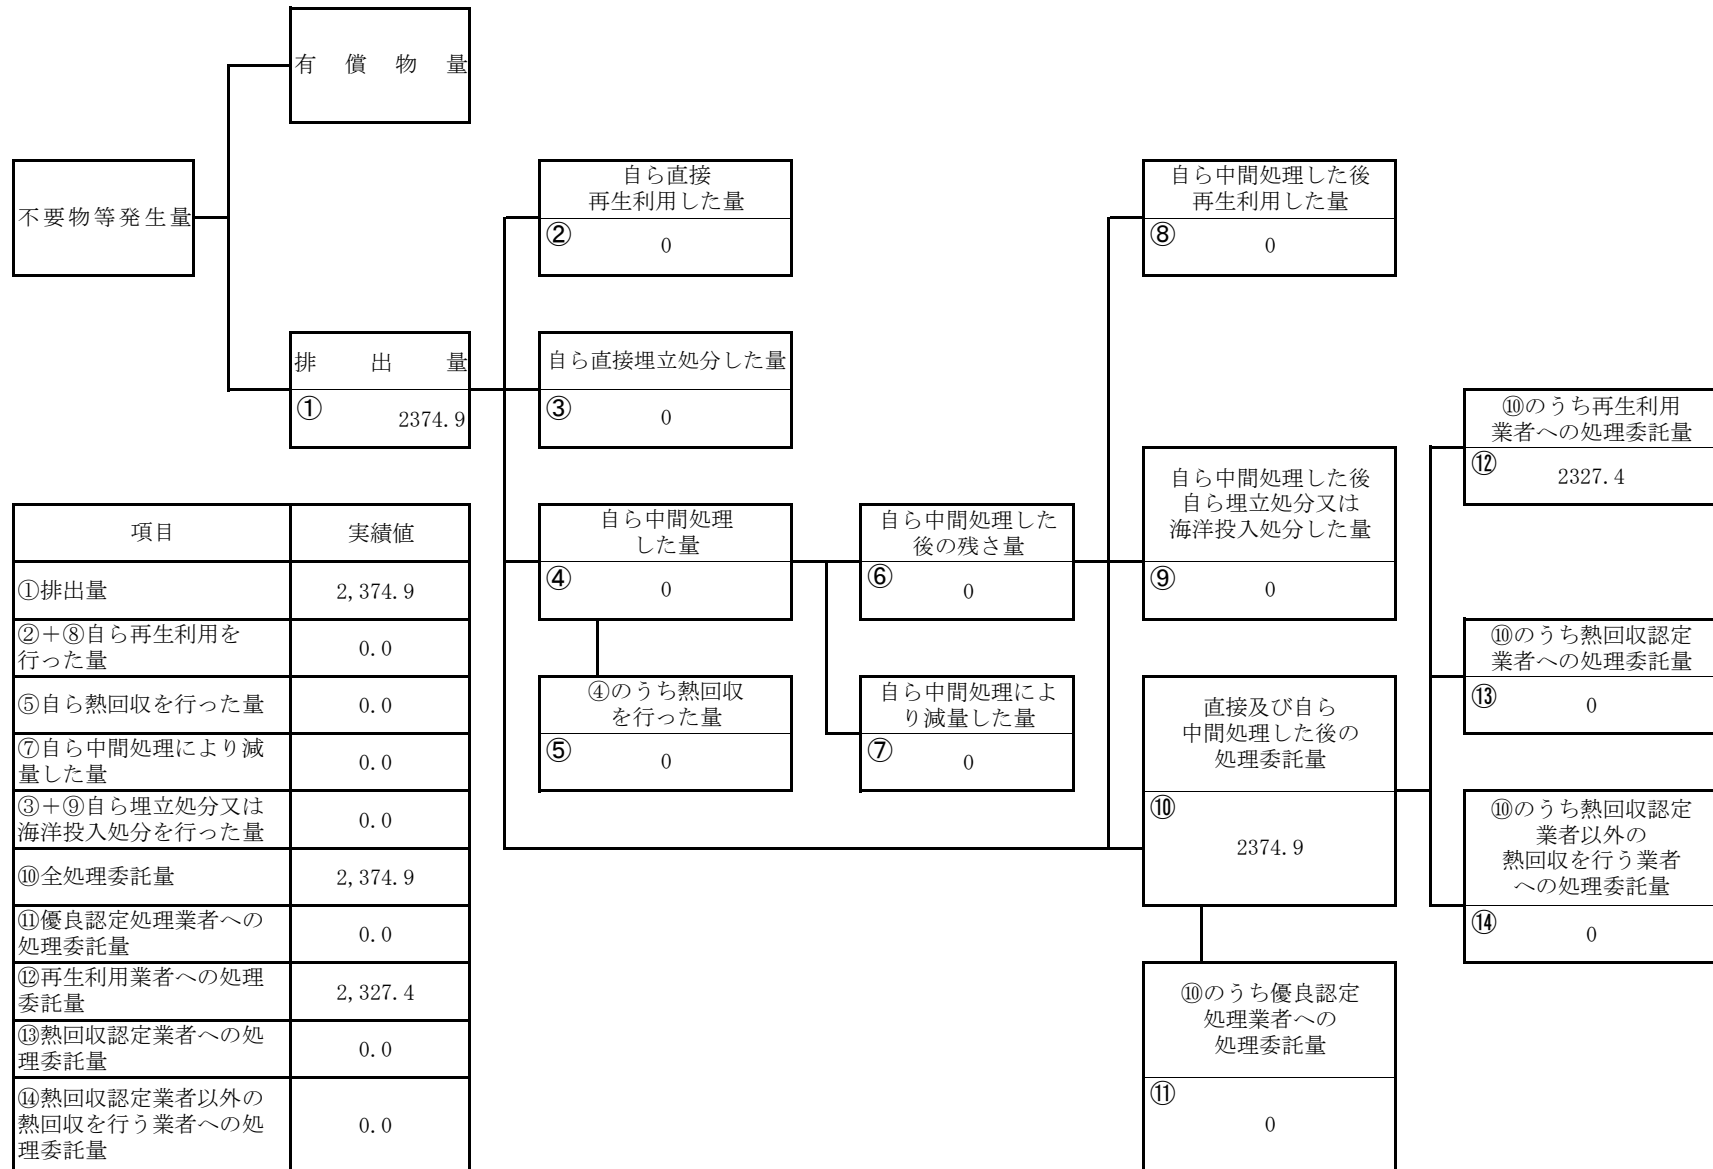 有償物量
不要物等発生量
排出量
①
2374.9
自ら直接
再生利用した量
②
0
自ら直接埋立処分した量
③
0
自ら中間処理
した量
④
0
④のうち熱回収
を行った量
⑤
0
自ら中間処理した
後の残さ量
⑥
0
自ら中間処理によ
り減量した量
⑦
0
自ら中間処理した後
再生利用した量
⑧
0
自ら中間処理した後
自ら埋立処分又は
海洋投入処分した量
⑨
0
直接及び自ら
中間処理した後の
処理委託量
⑩
2374.9
⑩のうち優良認定
処理業者への
処理委託量
⑪
0
⑩のうち再生利用
業者への処理委託量
⑫
2327.4
⑩のうち熱回収認定
業者への処理委託量
⑬
0
⑩のうち熱回収認定
業者以外の
熱回収を行う業者
への処理委託量
⑭
0
項目 実績値
①排出量 2,374.9
②+⑧自ら再生利用を
行った量 0.0
⑤自ら熱回収を行った量 0.0
⑦自ら中間処理により減
量した量 0.0
③+⑨自ら埋立処分又は
海洋投入処分を行った量 0.0
⑩全処理委託量 2,374.9
⑪優良認定処理業者への
処理委託量 0.0
⑫再生利用業者への処理
委託量 2,327.4
⑬熱回収認定業者への処
理委託量 0.0
⑭熱回収認定業者以外の
熱回収を行う業者への処
理委託量 0.0